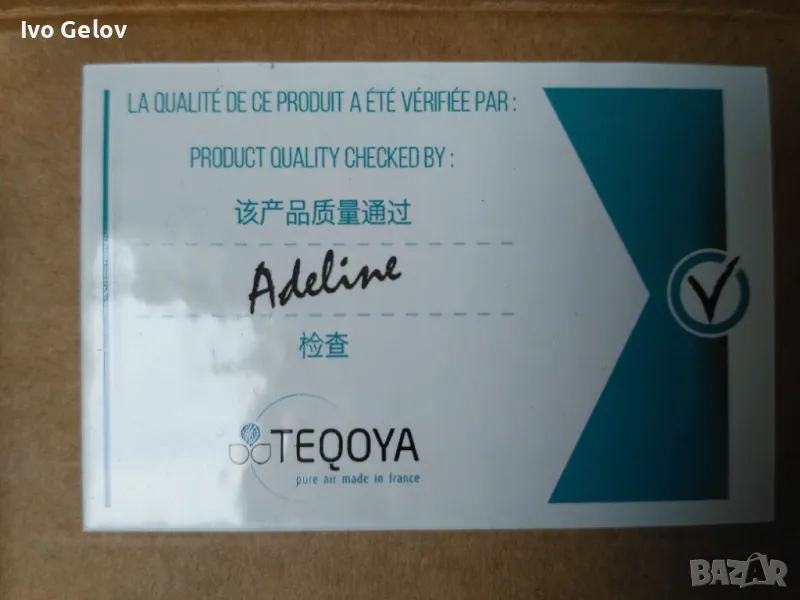 Ivo Gelov
LA QUALITÉ DE CE PRODUIT A ÉTÉ VÉRIFIÉE PAR :
PRODUCT QUALITY CHECKED BY :
该产品质量通过
Adeline
检查
TEQOYA
pure air made in france
BAZAR